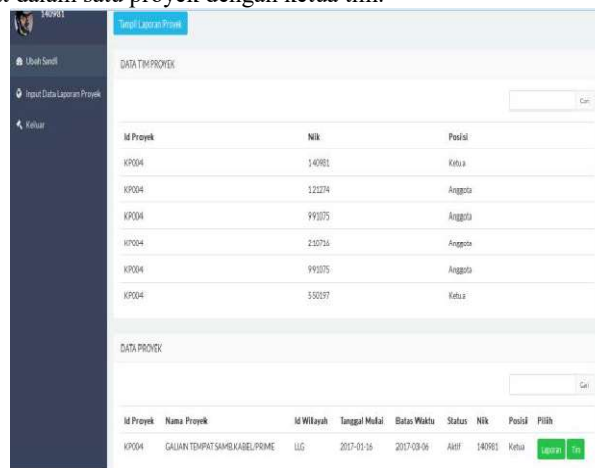 dalam satu proyek dengan ketua tim.
140981
Tampil Laporan Proyek
Ubah Sandi
DATA TIM PROYEK
Input Data Laporan Proyek
Cari
Keluar
Id Proyek Nik Posisi
KP004 140981 Ketua
KP004 121274 Anggota
KP004 991075 Anggota
KP004 210716 Anggota
KP004 991075 Anggota
KP004 550197 Ketua
DATA PROYEK
Cari
Id Proyek Nama Proyek Id Wilayah Tanggal Mulai Batas Waktu Status Nik Posisi Pilih
KP004 GALIAN TEMPAT KABEL/PRIME LLG 2017-01-16 2017-03-06 Aktif 140981 Ketua Laporan Tim